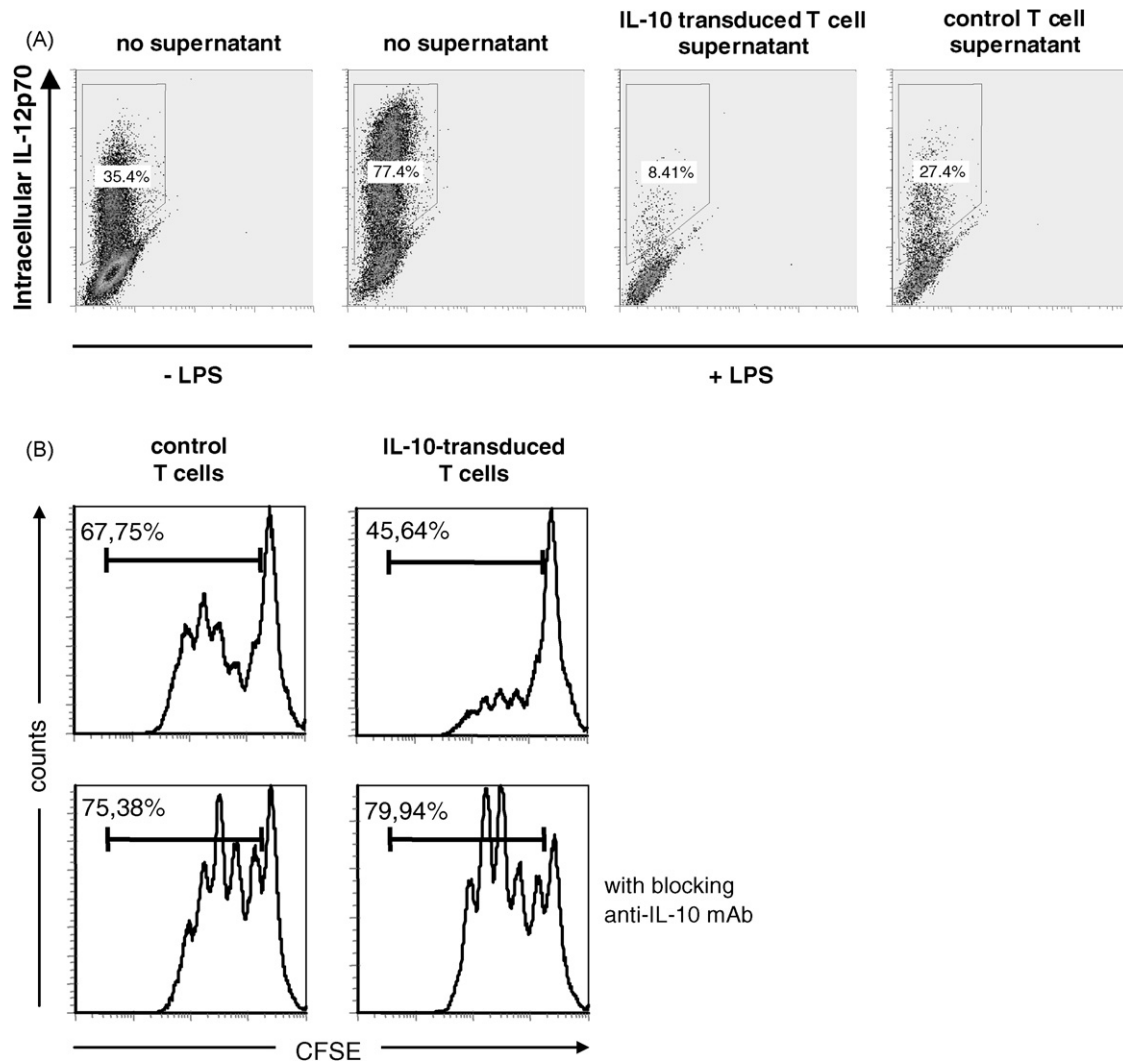 (A)
no supernatant
no supernatant
IL-10 transduced T cell
supernatant
control T cell
supernatant
Intracellular IL-12p70
35.4%
77.4%
8.41%
27.4%
- LPS
+ LPS
(B)
control
T cells
IL-10-transduced
T cells
67,75%
45,64%
75,38%
79,94%
with blocking
anti-IL-10 mAb
counts
CFSE